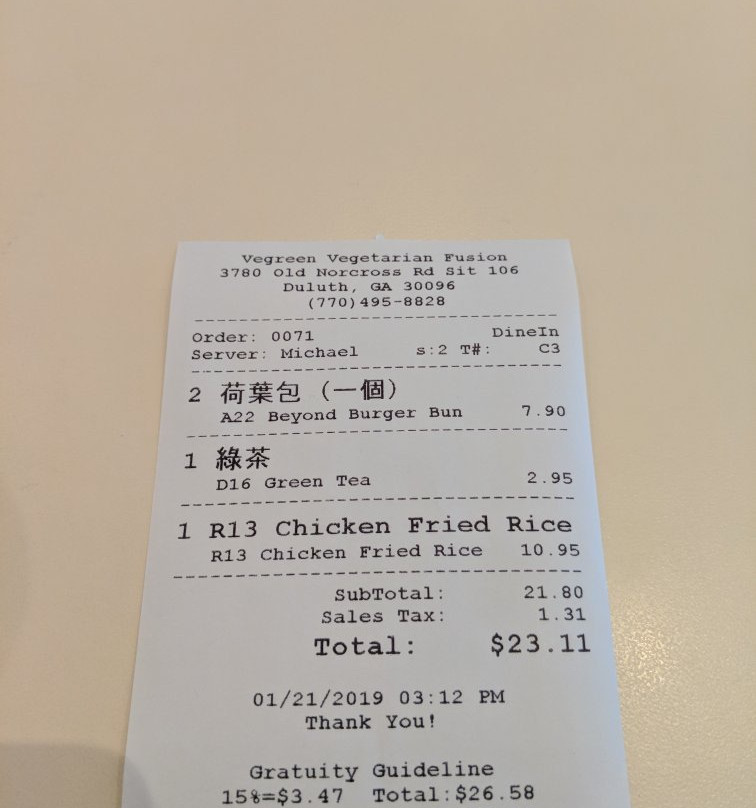 Vegreen Vegetarian Fusion
3780 Old Norcross Rd Sit 106
Duluth, GA 30096
(770)495-8828
Order: 0071 DineIn
Server: Michael s:2 T#: C3
2 荷葉包 (一個)
A22 Beyond Burger Bun 7.90
1 綠茶
D16 Green Tea 2.95
1 R13 Chicken Fried Rice
R13 Chicken Fried Rice 10.95
SubTotal: 21.80
Sales Tax: 1.31
Total: $23.11
01/21/2019 03:12 PM
Thank You!
Gratuity Guideline
15%=$3.47 Total:$26.58